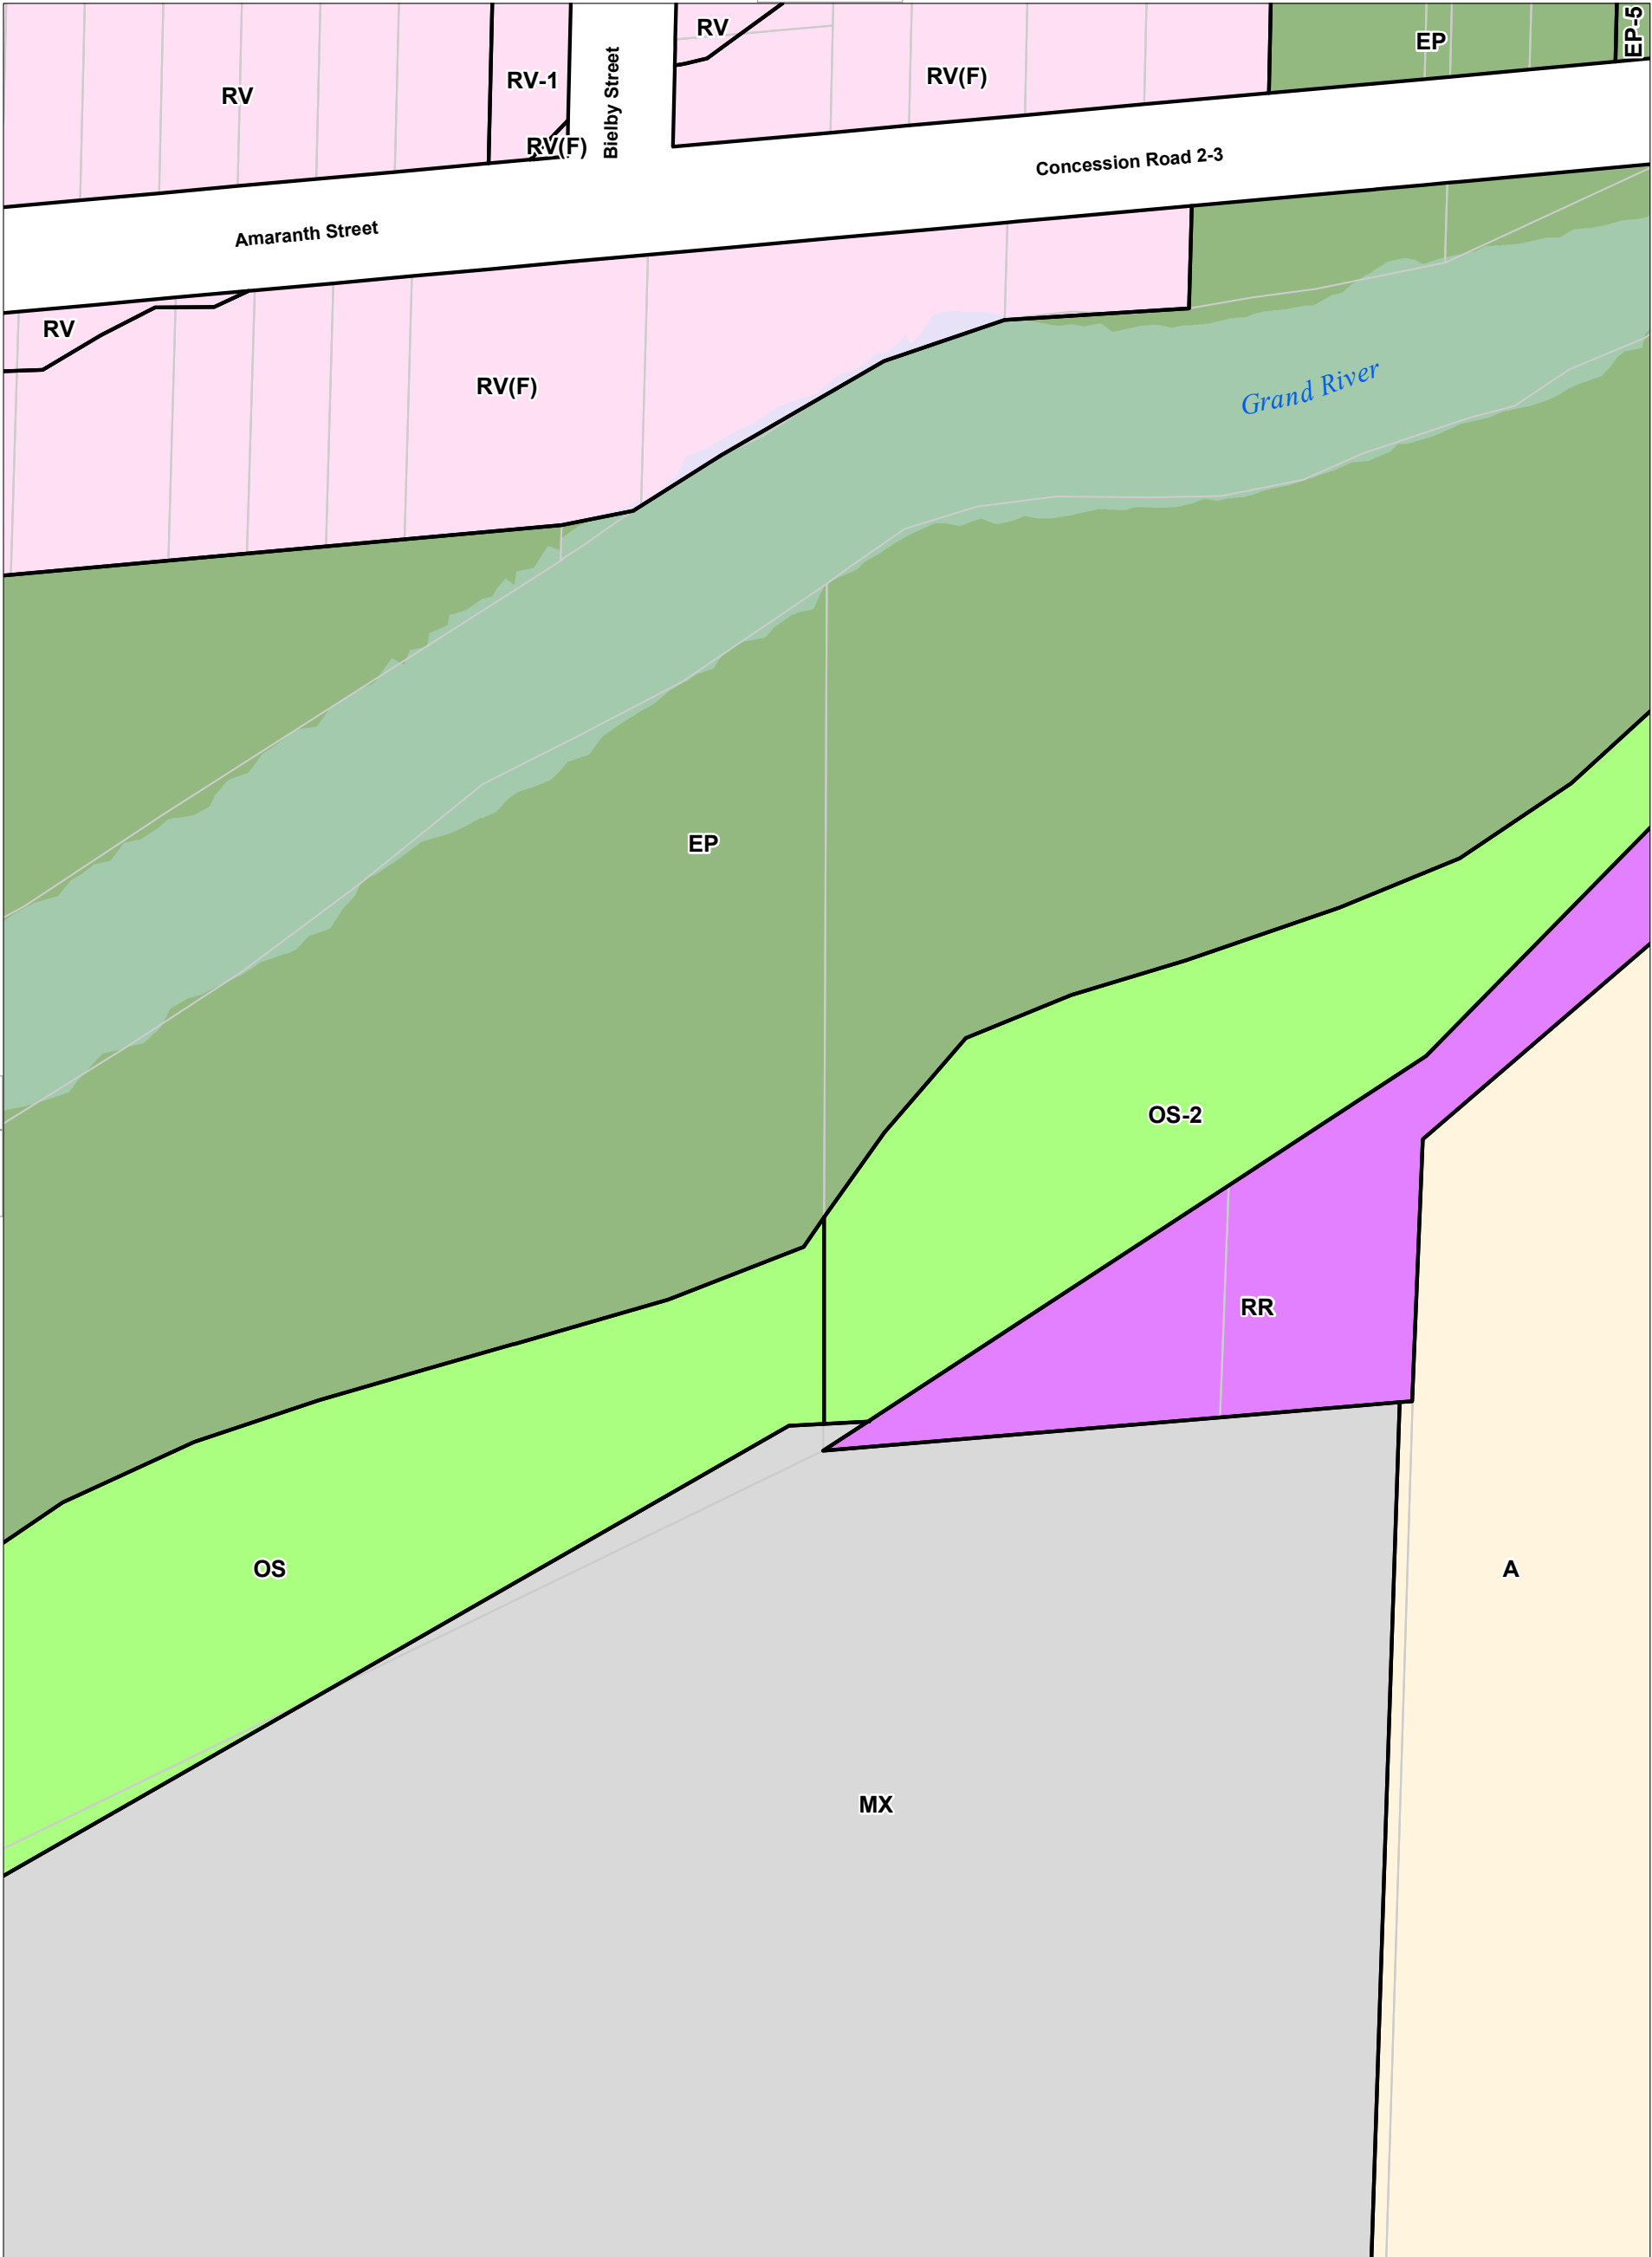 RV
EP
EP-5
RV-1
RV(F)
RV
Bielby Street
RV(F)
Concession Road 2-3
Amaranth Street
RV
RV(F)
Grand River
EP
OS-2
RR
OS
A
MX